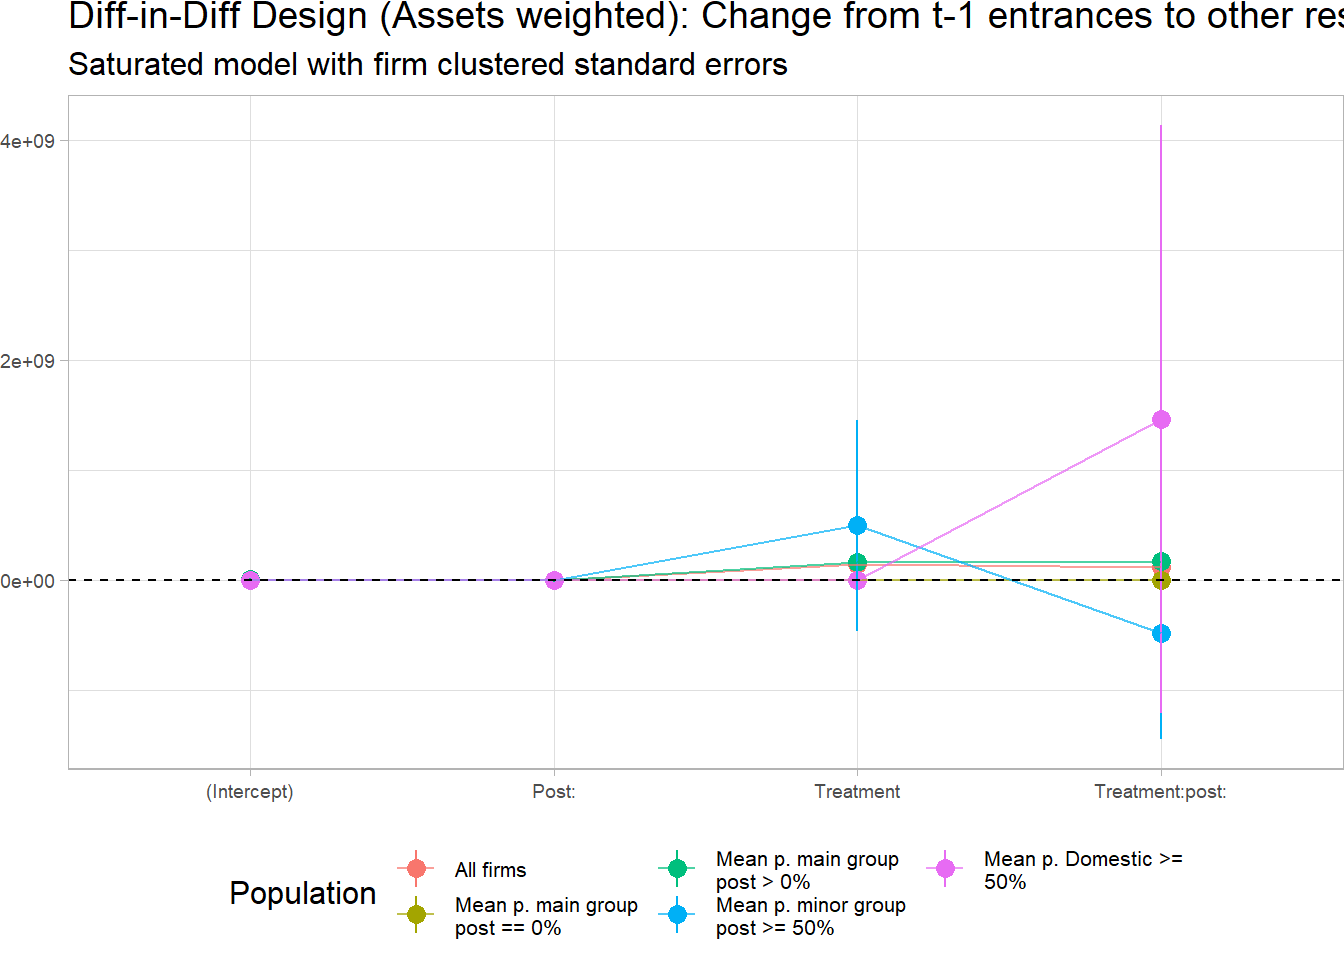 Diff-in-Diff Design (Assets weighted): Change from t-1 entrances to other res
Saturated model with firm clustered standard errors
4e+09
2e+09
0e+00
(Intercept)
Post:
Treatment
Treatment:post:
Population
All firms
Mean p. main group
post == 0%
Mean p. main group
post > 0%
Mean p. minor group
post >= 50%
Mean p. Domestic >=
50%